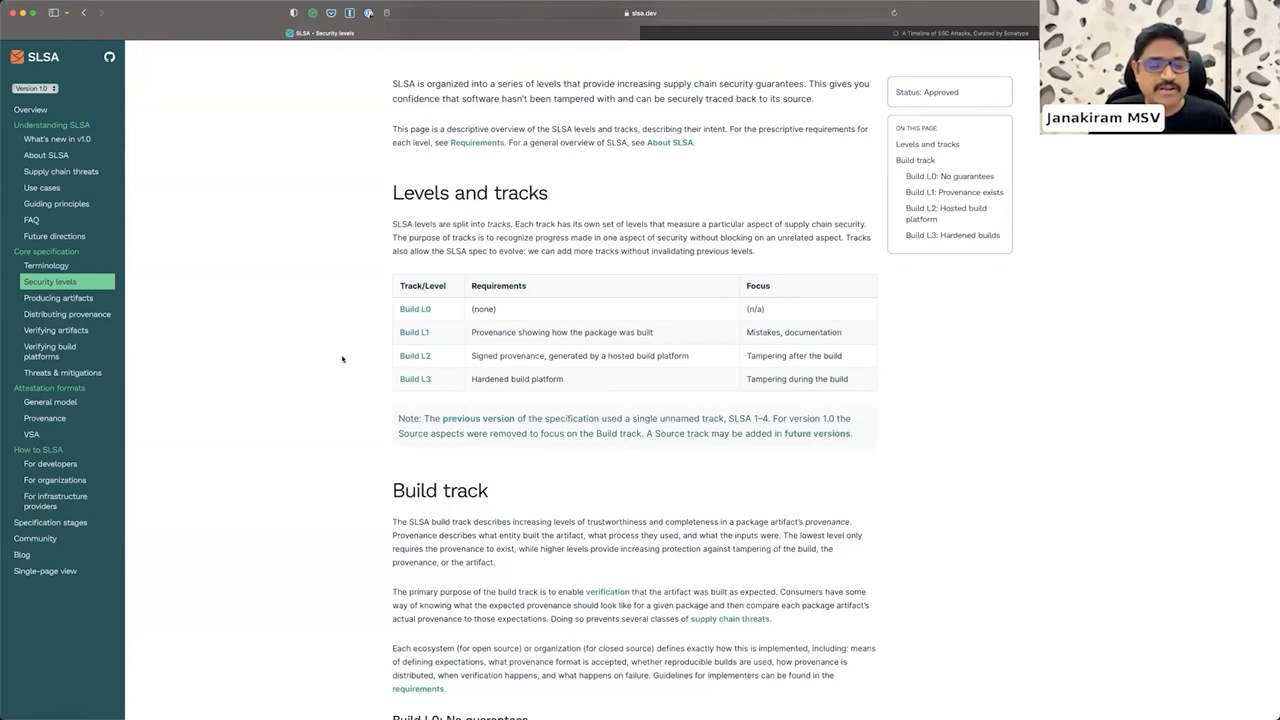 slsa.dev
SLSA - Security levels
A Timeline of SSC Attacks, Curated by Sonatype
SLSA
Version 1.0
Overview
Understanding SLSA
What's new in v1.0
About SLSA
Supply chain threats
Use cases
Guiding principles
FAQ
Future directions
Core specification
Terminology
Security levels
Producing artifacts
Distributing provenance
Verifying artifacts
Verifying build
platforms
Threats & mitigations
Attestation formats
General model
Provenance
VSA
How to SLSA
For developers
For organizations
For infrastructure
providers
Specification stages
Community
Blog
Single-page view
SLSA is organized into a series of levels that provide increasing supply chain security guarantees. This gives you
confidence that software hasn't been tampered with and can be securely traced back to its source.
This page is a descriptive overview of the SLSA levels and tracks, describing their intent. For the prescriptive requirements for
each level, see Requirements. For a general overview of SLSA, see About SLSA.
Levels and tracks
SLSA levels are split into tracks. Each track has its own set of levels that measure a particular aspect of supply chain security.
The purpose of tracks is to recognize progress made in one aspect of security without blocking on an unrelated aspect. Tracks
also allow the SLSA spec to evolve: we can add more tracks without invalidating previous levels.
Track/Level Requirements Focus
Build L0 (none) (n/a)
Build L1 Provenance showing how the package was built Mistakes, documentation
Build L2 Signed provenance, generated by a hosted build platform Tampering after the build
Build L3 Hardened build platform Tampering during the build
Note: The previous version of the specification used a single unnamed track, SLSA 1–4. For version 1.0 the
Source aspects were removed to focus on the Build track. A Source track may be added in future versions.
Build track
The SLSA build track describes increasing levels of trustworthiness and completeness in a package artifact's provenance.
Provenance describes what entity built the artifact, what process they used, and what the inputs were. The lowest level only
requires the provenance to exist, while higher levels provide increasing protection against tampering of the build, the
provenance, or the artifact.
The primary purpose of the build track is to enable verification that the artifact was built as expected. Consumers have some
way of knowing what the expected provenance should look like for a given package and then compare each package artifact's
actual provenance to those expectations. Doing so prevents several classes of supply chain threats.
Each ecosystem (for open source) or organization (for closed source) defines exactly how this is implemented, including: means
of defining expectations, what provenance format is accepted, whether reproducible builds are used, how provenance is
distributed, when verification happens, and what happens on failure. Guidelines for implementers can be found in the
requirements.
Build L0: No guarantees
Status: Approved
ON THIS PAGE
Levels and tracks
Build track
Build L0: No guarantees
Build L1: Provenance exists
Build L2: Hosted build
platform
Build L3: Hardened builds
Janakiram MSV